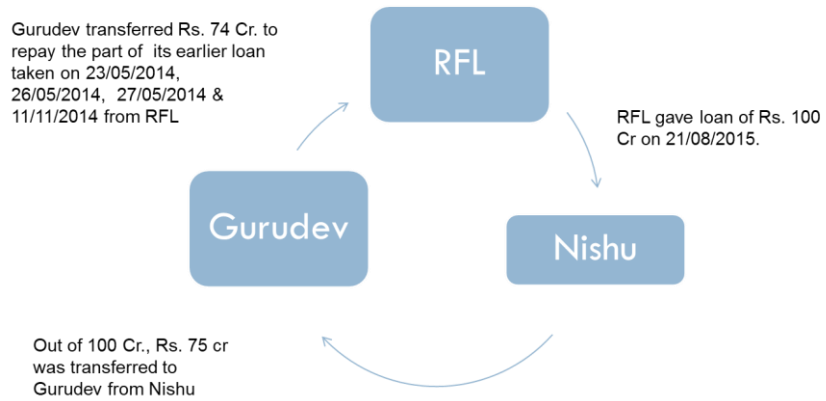 Gurudev transferred Rs. 74 Cr. to
repay the part of its earlier loan
taken on 23/05/2014,
26/05/2014, 27/05/2014 &
11/11/2014 from RFL
RFL
RFL gave loan of Rs. 100
Cr on 21/08/2015.
Gurudev
Nishu
Out of 100 Cr., Rs. 75 cr
was transferred to
Gurudev from Nishu